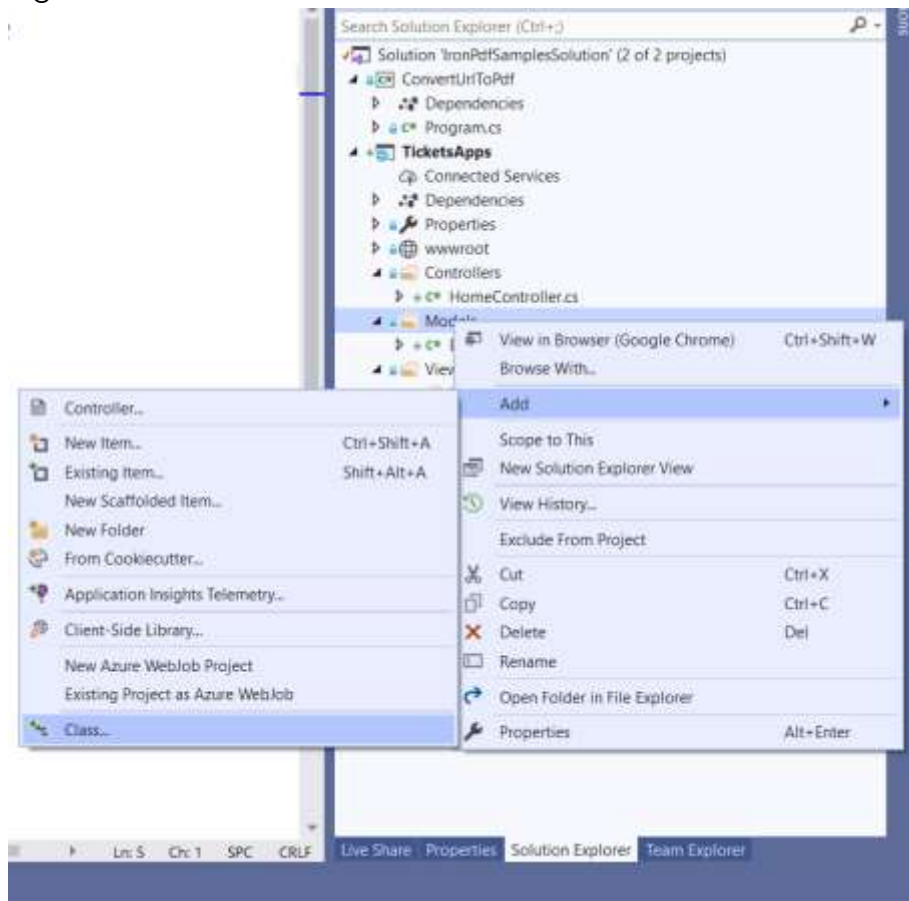 Search Solution Explorer (Ctrl+;)
Solution 'IronPdfSamplesSolution' (2 of 2 projects)
ConvertUrlToPdf
Dependencies
C# Program.cs
TicketsApps
Connected Services
Dependencies
Properties
wwwroot
Controllers
C# HomeController.cs
Models
C#
View in Browser (Google Chrome) Ctrl+Shift+W
Browse With...
Add
Scope to This
New Solution Explorer View
View History...
Exclude From Project
Cut Ctrl+X
Copy Ctrl+C
Delete Del
Rename
Open Folder in File Explorer
Properties Alt+Enter
Controller...
New Item... Ctrl+Shift+A
Existing Item... Shift+Alt+A
New Scaffolded Item...
New Folder
From Cookiecutter...
Application Insights Telemetry...
Client-Side Library...
New Azure WebJob Project
Existing Project as Azure WebJob
Class...
Ln: 5 Ch: 1 SPC CRLF
Live Share Properties Solution Explorer Team Explorer